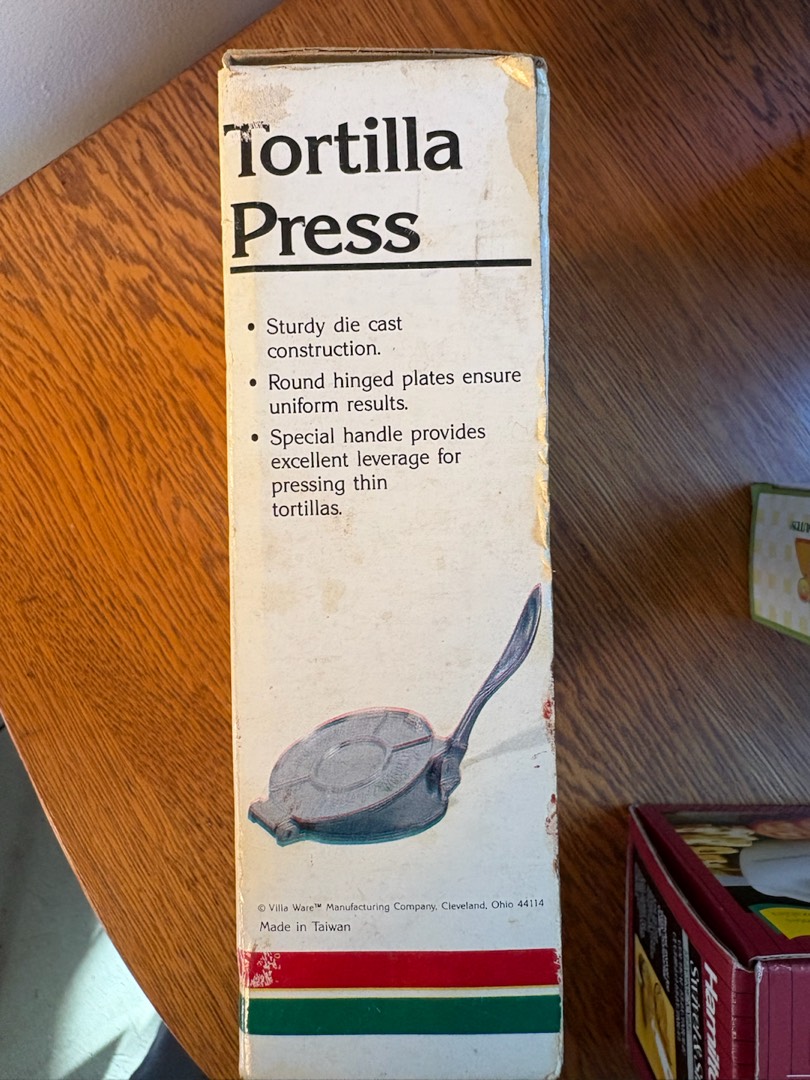 Tortilla
Press
• Sturdy die cast
construction.
• Round hinged plates ensure
uniform results.
• Special handle provides
excellent leverage for
pressing thin
tortillas.
© Villa Ware™ Manufacturing Company, Cleveland, Ohio 44114
Made in Taiwan